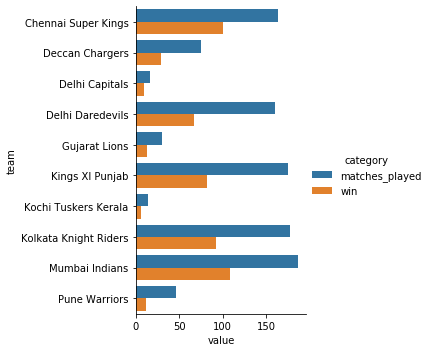 Chennai Super Kings
Deccan Chargers
Delhi Capitals
Delhi Daredevils
Gujarat Lions
Kings XI Punjab
Kochi Tuskers Kerala
Kolkata Knight Riders
Mumbai Indians
Pune Warriors
team
0 50 100 150
value
category
matches_played
win